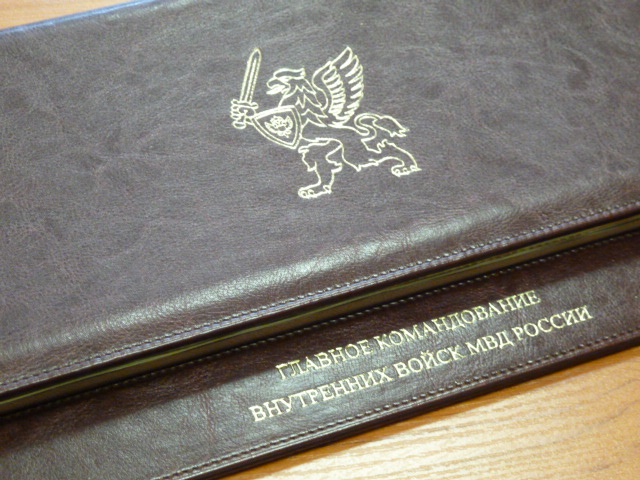 ГЛАВНОЕ КОМАНДОВАНИЕ
ВНУТРЕННИХ ВОЙСК МВД РОССИИ